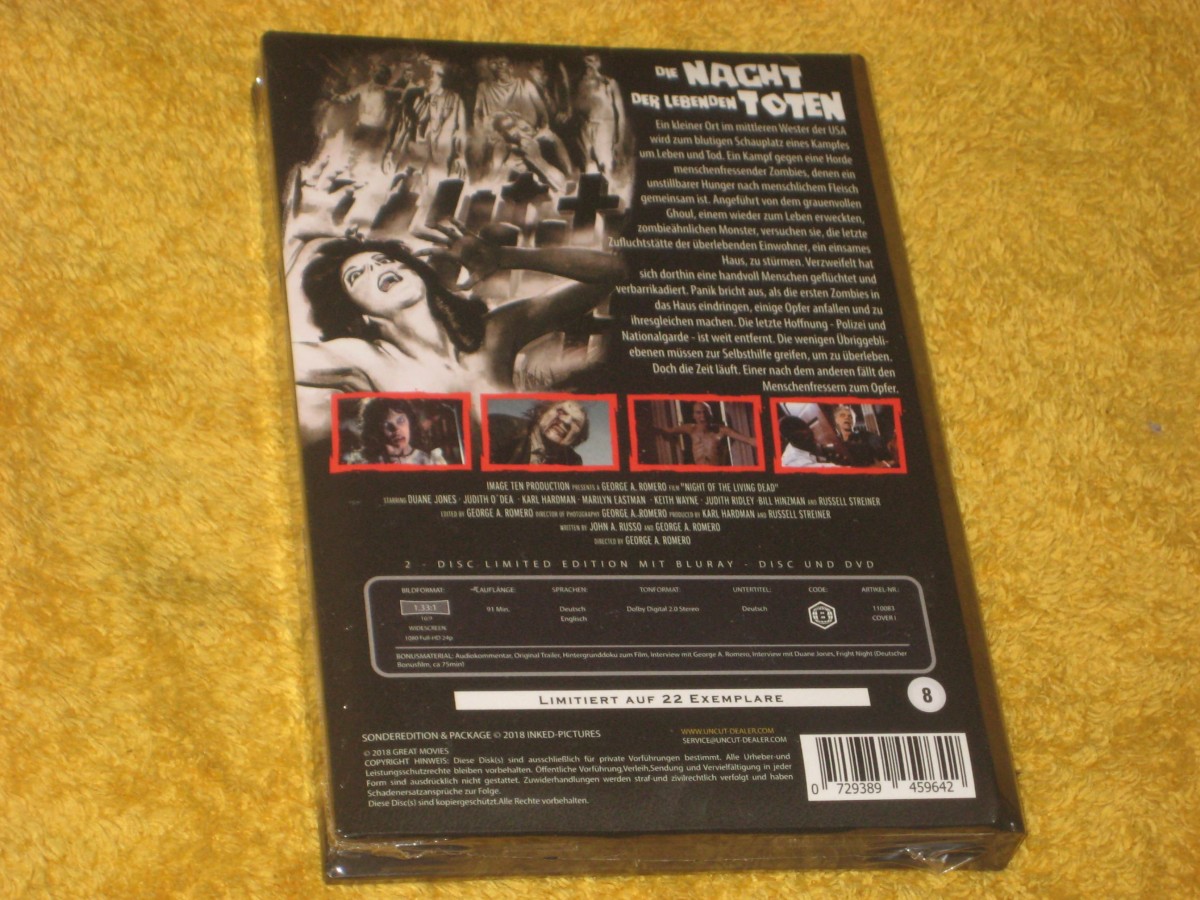 DIE NACHT
DER LEBENDEN TOTEN
Ein kleiner Ort im mittleren Wester der USA
wird zum blutigen Schauplatz eines Kampfes
um Leben und Tod. Ein Kampf gegen eine Horde
menschenfressender Zombies, denen ein
unstillbarer Hunger nach menschlichem Fleisch
gemeinsam ist. Angeführt von dem grauenvollen
Ghoul, einem wieder zum Leben erweckten,
zombieähnlichen Monster, versuchen sie, die letzte
Zufluchtstätte der überlebenden Einwohner, ein einsames
Haus, zu stürmen. Verzweifelt hat
sich dorthin eine handvoll Menschen geflüchtet und
verbarrikadiert. Panik bricht aus, als die ersten Zombies in
das Haus eindringen, einige Opfer anfallen und zu
ihresgleichen machen. Die letzte Hoffnung - Polizei und
Nationalgarde - ist weit entfernt. Die wenigen Übriggebli-
ebenen müssen zur Selbsthilfe greifen, um zu überleben.
Doch die Zeit läuft. Einer nach dem anderen fällt den
Menschenfressern zum Opfer.
IMAGE TEN PRODUCTION PRESENTS A GEORGE A. ROMERO FILM "NIGHT OF THE LIVING DEAD"
STARRING DUANE JONES · JUDITH O´DEA · KARL HARDMAN · MARILYN EASTMAN · KEITH WAYNE · JUDITH RIDLEY · BILL HINZMAN AND RUSSELL STREINER
EDITED BY GEORGE A. ROMERO DIRECTOR OF PHOTOGRAPHY GEORGE A. ROMERO PRODUCED BY KARL HARDMAN AND RUSSELL STREINER
WRITTEN BY JOHN A. RUSSO AND GEORGE A. ROMERO
DIRECTED BY GEORGE A. ROMERO
2 - DISC LIMITED EDITION MIT BLURAY - DISC UND DVD
BILDFORMAT: LAUFLÄNGE: SPRACHEN: TONFORMAT: UNTERTITEL: CODE: ARTIKEL-NR.:
1.33:1 91 Min. Deutsch Dolby Digital 2.0 Stereo Deutsch B 110083
16:9 Englisch COVER I
WIDESCREEN
1080 Full-HD 24p
BONUSMATERIAL: Audiokommentar, Original Trailer, Hintergrunddoku zum Film, Interview mit George A. Romero, Interview mit Duane Jones, Fright Night (Deutscher
Bonusfilm, ca 75min)
LIMITIERT AUF 22 EXEMPLARE
8
SONDEREDITION & PACKAGE © 2018 INKED-PICTURES
WWW.UNCUT-DEALER.COM
SERVICE@UNCUT-DEALER.COM
© 2018 GREAT MOVIES
COPYRIGHT HINWEIS: Diese Disk(s) sind ausschließlich für private Vorführungen bestimmt. Alle Urheber-und
Leistungsschutzrechte bleiben vorbehalten. Öffentliche Vorführung,Verleih,Sendung und Vervielfältigung in jeder
Form sind ausdrücklich nicht gestattet. Zuwiderhandlungen werden straf-und zivilrechtlich verfolgt und haben
Schadenersatzansprüche zur Folge.
Diese Disc(s) sind kopiergeschützt.Alle Rechte vorbehalten.
0 729389 459642